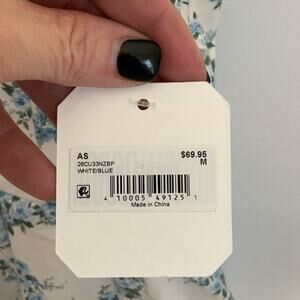 AS
$69.95
26CU33NZBP
M
WHITE/BLUE
4 10005 49125 1
Made in China